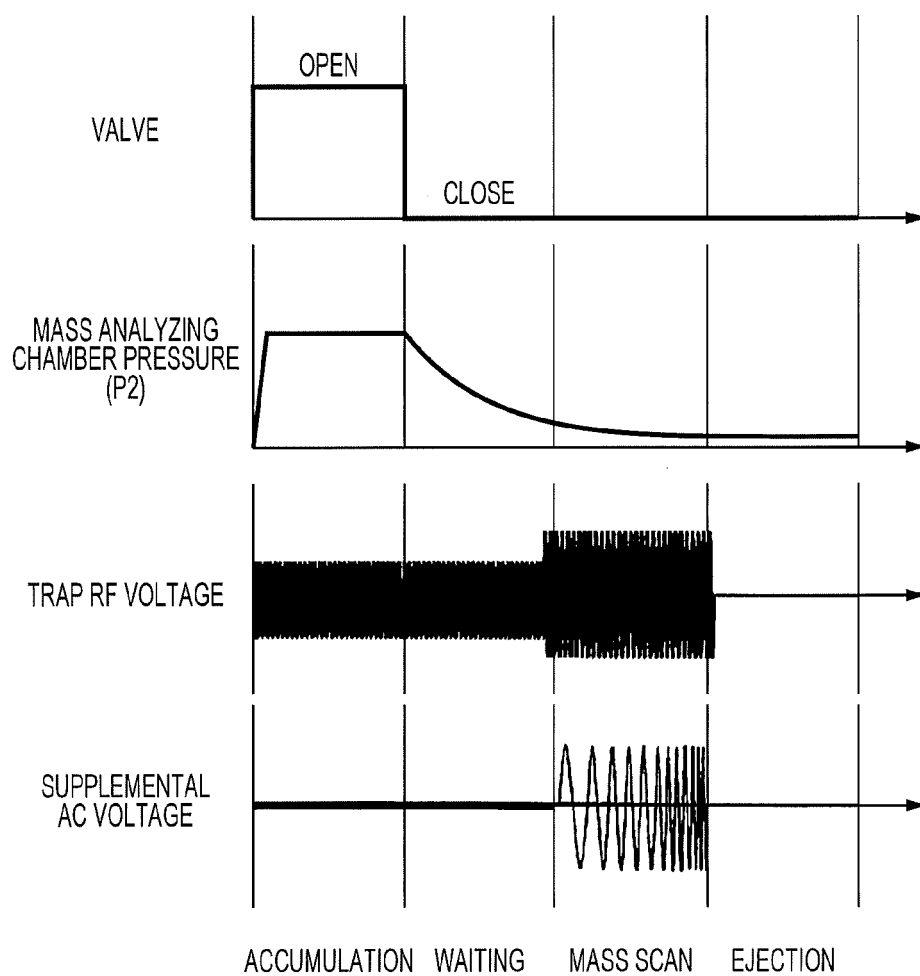 OPEN
VALVE
CLOSE
MASS ANALYZING
CHAMBER PRESSURE
(P2)
TRAP RF VOLTAGE
SUPPLEMENTAL
AC VOLTAGE
ACCUMULATION WAITING MASS SCAN EJECTION